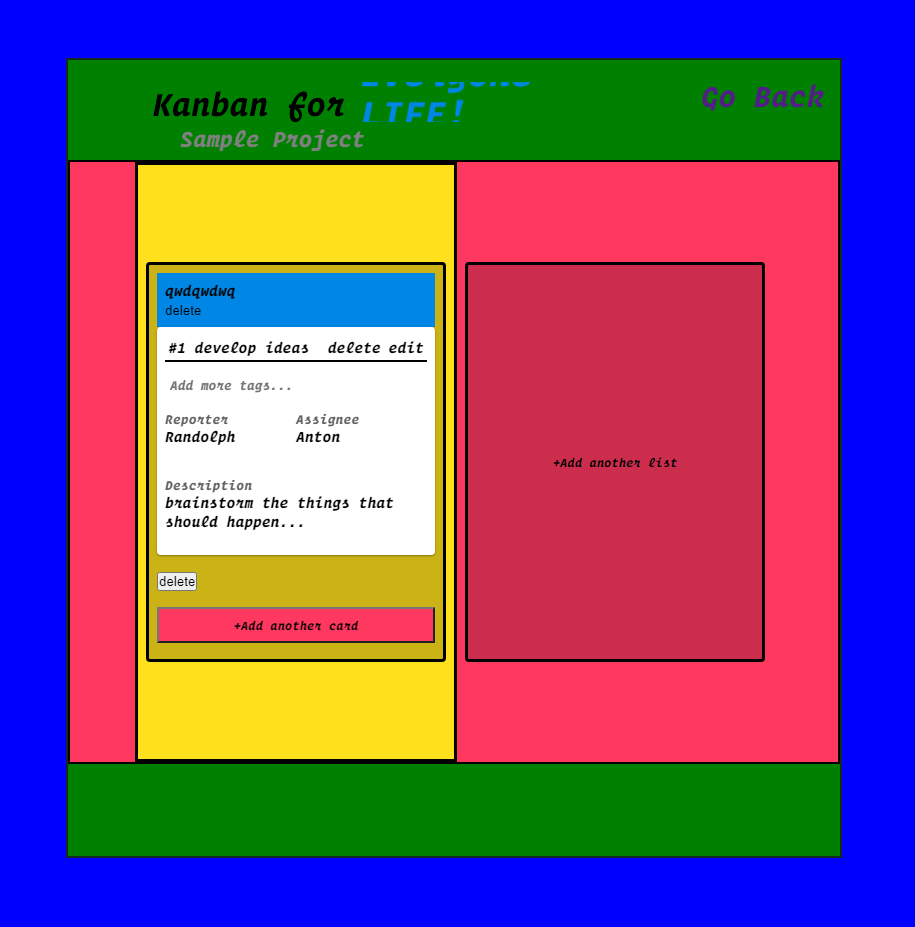 Kanban for
LIFE!
Go Back
Sample Project
qwdqwdwq
delete
#1 develop ideas delete edit
Add more tags...
Reporter Assignee
Randolph Anton
Description
brainstorm the things that
should happen...
delete
+Add another card
+Add another list